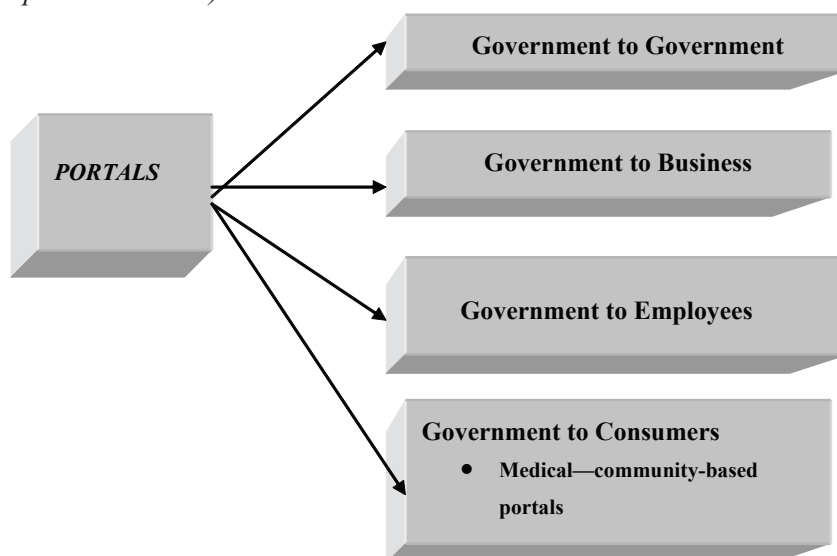 PORTALS
Government to Government
Government to Business
Government to Employees
Government to Consumers
● Medical—community-based
portals